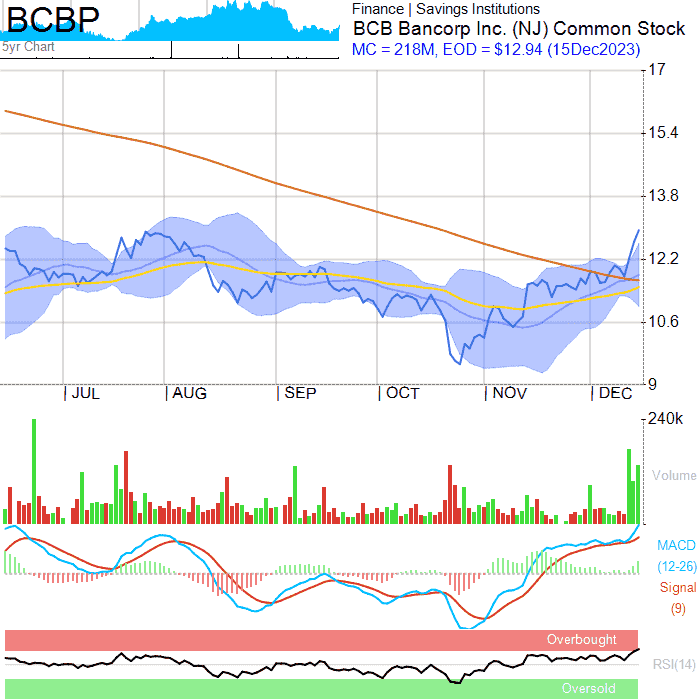 BCBP
5yr Chart
Finance | Savings Institutions
BCB Bancorp Inc. (NJ) Common Stock
MC = 218M, EOD = $12.94 (15Dec2023)
17
15.4
13.8
12.2
10.6
9
JUL
AUG
SEP
OCT
NOV
DEC
240k
Volume
MACD
(12-26)
Signal
(9)
Overbought
RSI(14)
Oversold